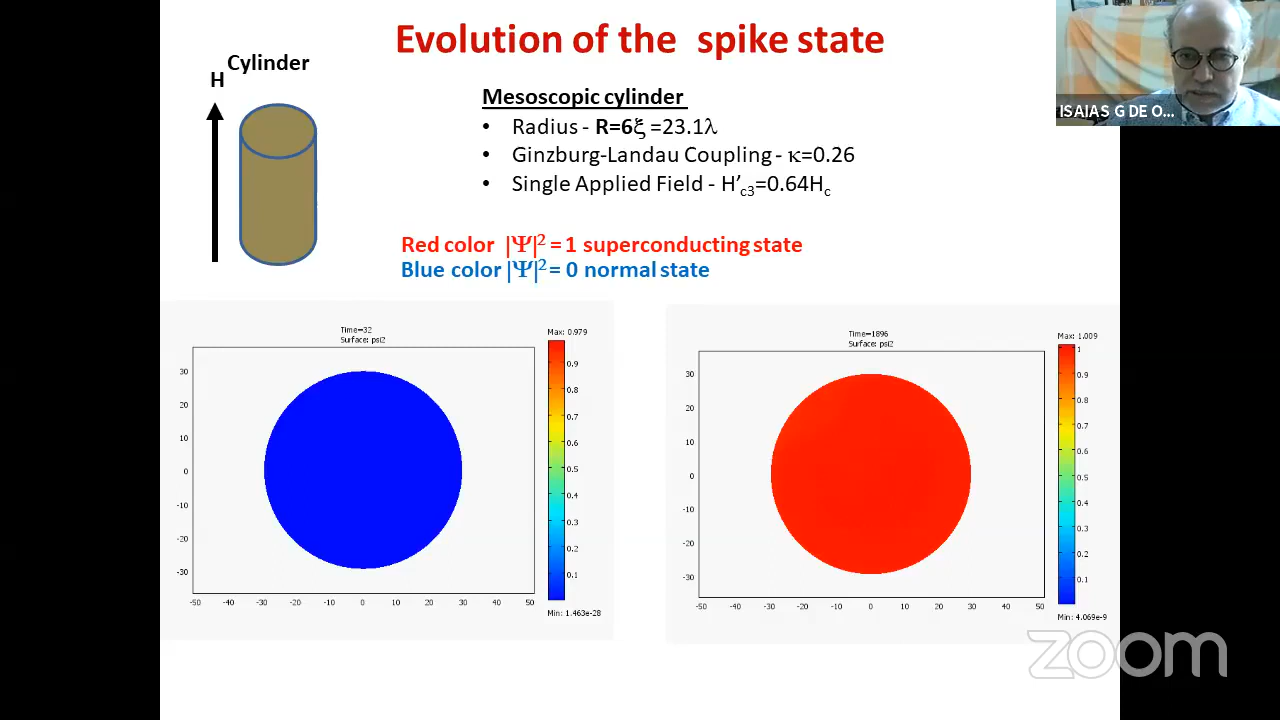 Evolution of the spike state
Cylinder
H
Mesoscopic cylinder
• Radius - R=6ξ =23.1λ
• Ginzburg-Landau Coupling - κ=0.26
• Single Applied Field - H’c3=0.64Hc
Red color |Ψ|² = 1 superconducting state
Blue color |Ψ|² = 0 normal state
ISAIAS G DE O...
Time=32
Surface: psi2
Max: 0.979
0.9
0.8
0.7
0.6
0.5
0.4
0.3
0.2
0.1
Min: 1.463e-28
30
20
10
0
-10
-20
-30
-50 -40 -30 -20 -10 0 10 20 30 40 50
Time=1896
Surface: psi2
Max: 1.009
1
0.9
0.8
0.7
0.6
0.5
0.4
0.3
0.2
0.1
Min: 4.069e-9
30
20
10
0
-10
-20
-30
-50 -40 -30 -20 -10 0 10 20 30 40 50
zoom